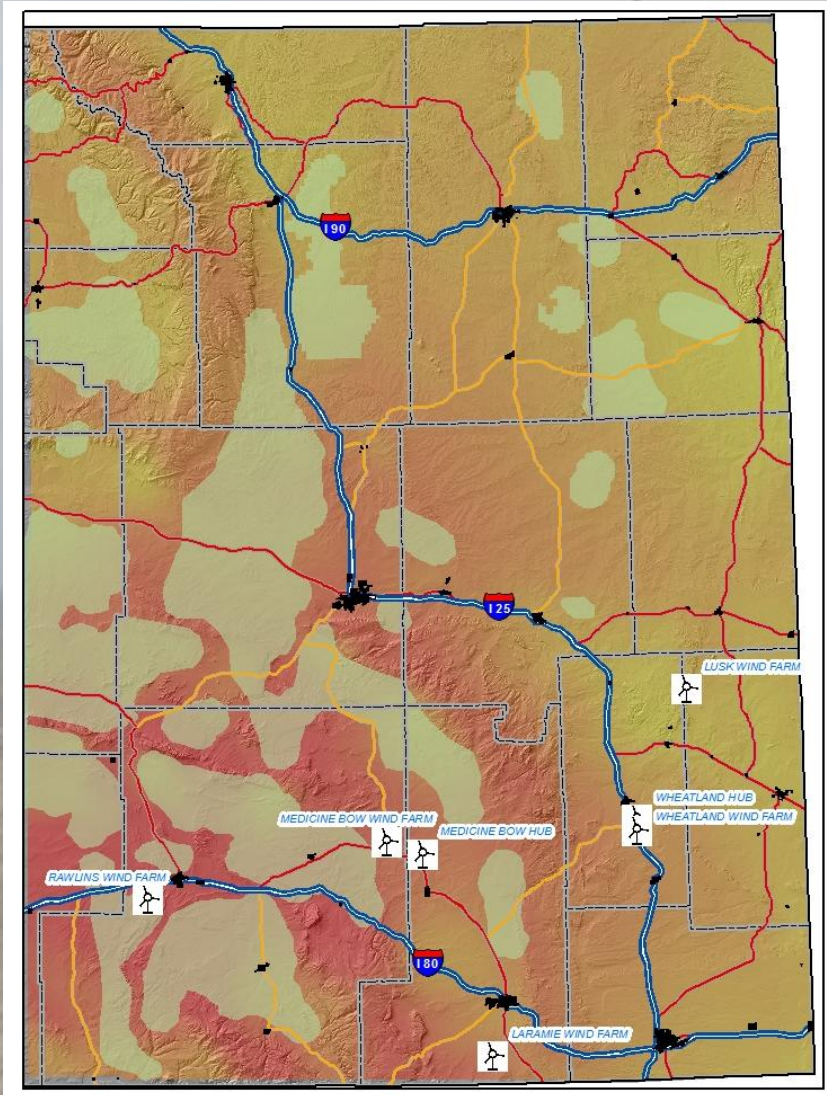 I 90
I 25
LUSK WIND FARM
WHEATLAND HUB
WHEATLAND WIND FARM
MEDICINE BOW WIND FARM
MEDICINE BOW HUB
RAWLINS WIND FARM
I 80
LARAMIE WIND FARM